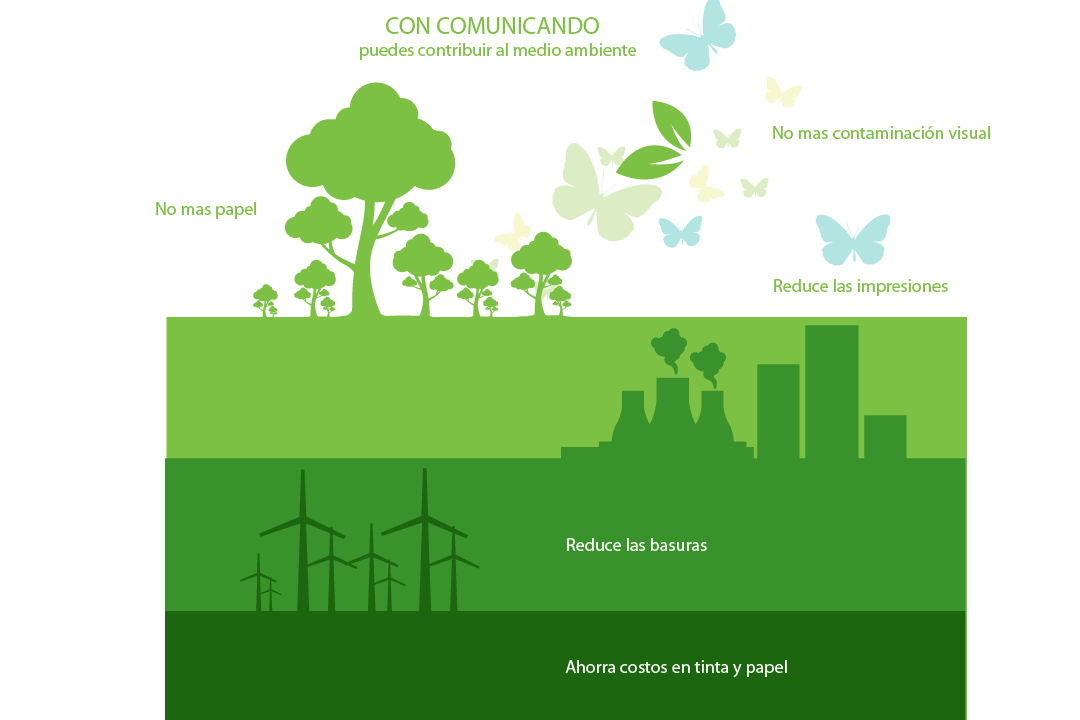 CON COMUNICANDO
puedes contribuir al medio ambiente
No mas contaminación visual
No mas papel
Reduce las impresiones
Reduce las basuras
Ahorra costos en tinta y papel